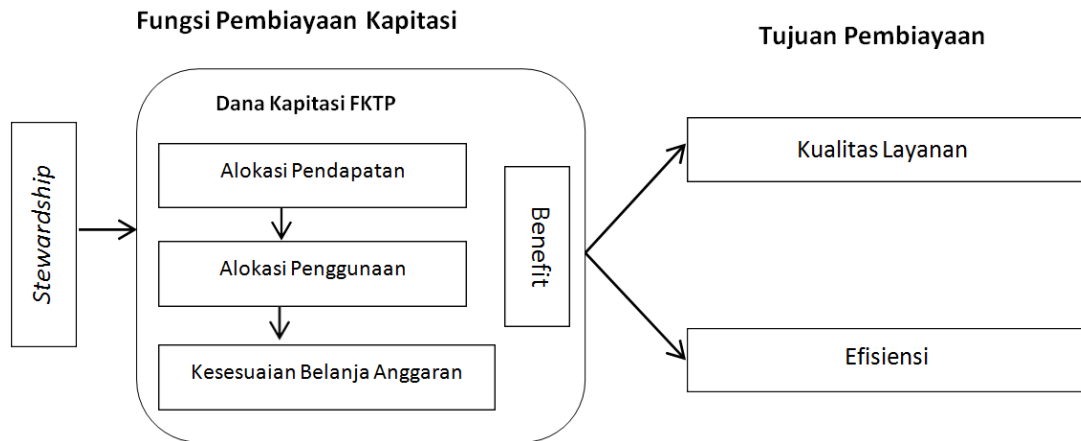 Fungsi Pembiayaan Kapitasi
Tujuan Pembiayaan
Stewardship
Dana Kapitasi FKTP
Alokasi Pendapatan
Alokasi Penggunaan
Kesesuaian Belanja Anggaran
Benefit
Kualitas Layanan
Efisiensi